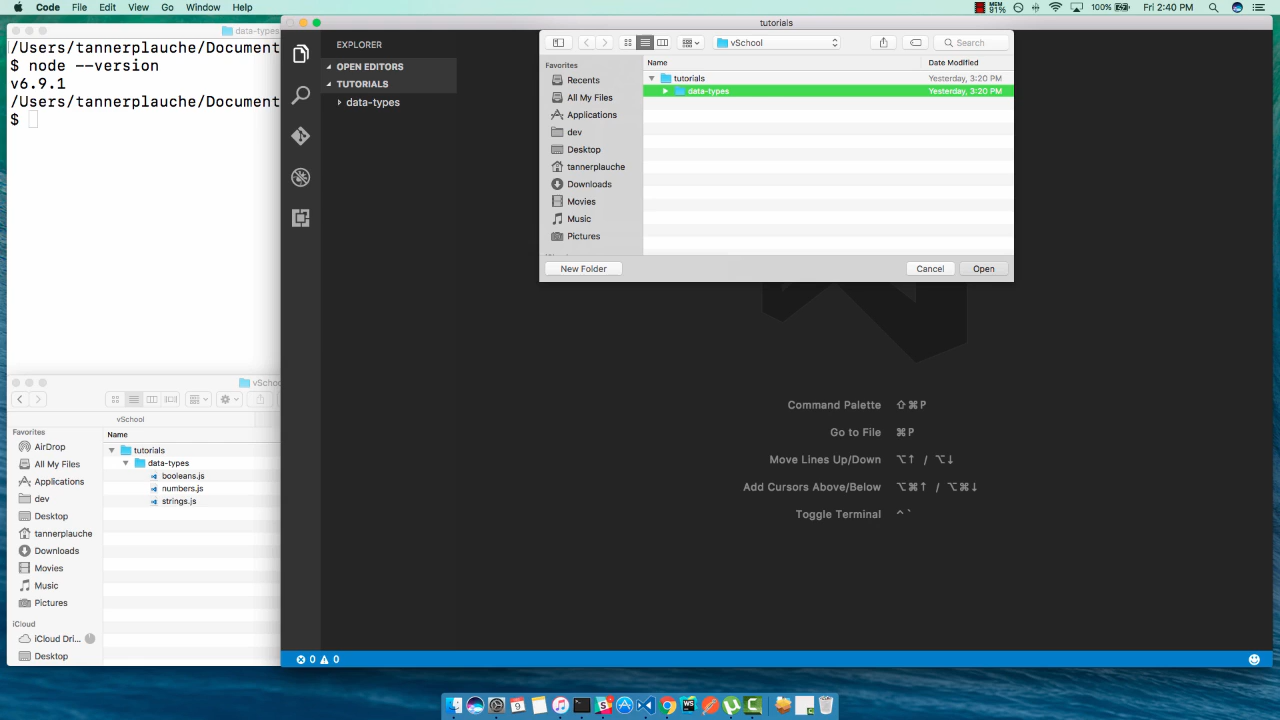 Code File Edit View Go Window Help
91%
100% Fri 2:40 PM
data-types
/Users/tannerplauche/Document
$ node --version
v6.9.1
/Users/tannerplauche/Document
$
tutorials
EXPLORER
OPEN EDITORS
TUTORIALS
data-types
vSchool
Search
Favorites
Recents
All My Files
Applications
dev
Desktop
tannerplauche
Downloads
Movies
Music
Pictures
Name Date Modified
tutorials Yesterday, 3:20 PM
data-types Yesterday, 3:20 PM
New Folder Cancel Open
Command Palette ⇧⌘P
Go to File ⌘P
Move Lines Up/Down ⌥↑ / ⌥↓
Add Cursors Above/Below ⌥⌘↑ / ⌥⌘↓
Toggle Terminal ^`
vSchoo
vSchool
Favorites
AirDrop
All My Files
Applications
dev
Desktop
tannerplauche
Downloads
Movies
Music
Pictures
iCloud
iCloud Dri...
Desktop
Name
tutorials
data-types
booleans.js
numbers.js
strings.js
0 0